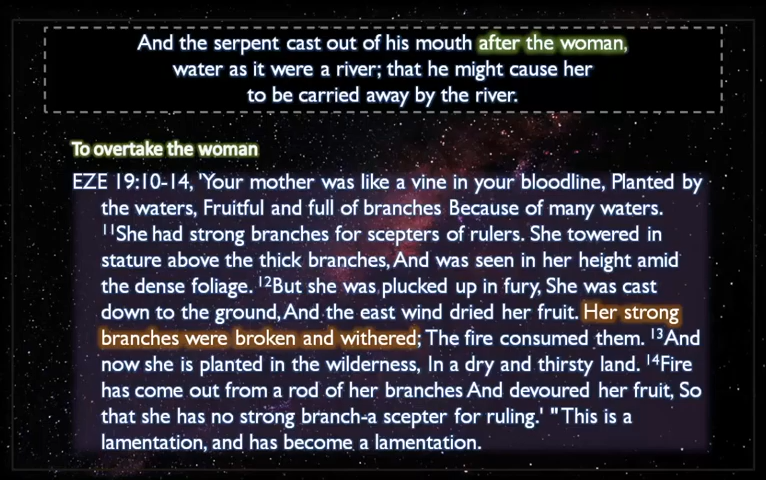 And the serpent cast out of his mouth after the woman,
water as it were a river; that he might cause her
to be carried away by the river.
To overtake the woman
EZE 19:10-14, 'Your mother was like a vine in your bloodline, Planted by
the waters, Fruitful and full of branches Because of many waters.
¹¹She had strong branches for scepters of rulers. She towered in
stature above the thick branches, And was seen in her height amid
the dense foliage. ¹²But she was plucked up in fury, She was cast
down to the ground, And the east wind dried her fruit. Her strong
branches were broken and withered; The fire consumed them. ¹³And
now she is planted in the wilderness, In a dry and thirsty land. ¹⁴Fire
has come out from a rod of her branches And devoured her fruit, So
that she has no strong branch-a scepter for ruling.' "This is a
lamentation, and has become a lamentation.